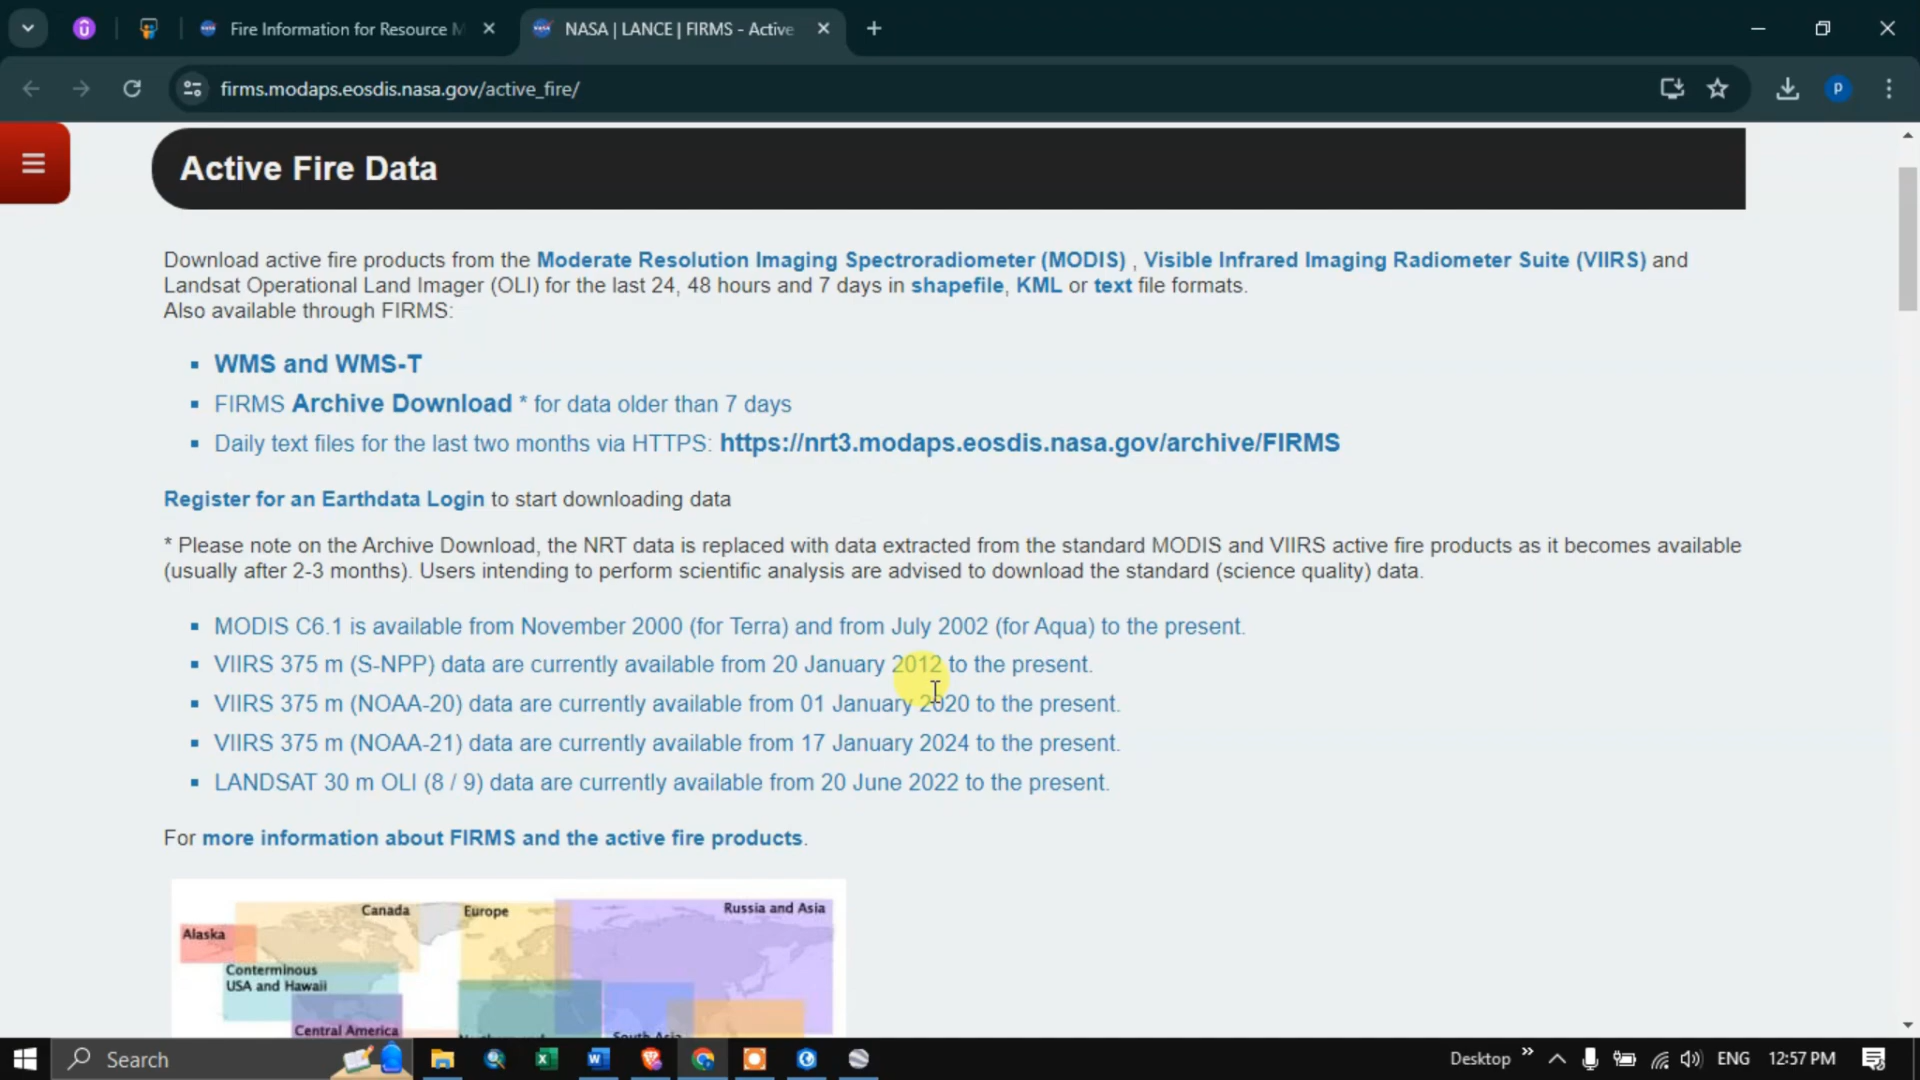 Fire Information for Resource M
NASA | LANCE | FIRMS - Active
firms.modaps.eosdis.nasa.gov/active_fire/
P
Active Fire Data
Download active fire products from the Moderate Resolution Imaging Spectroradiometer (MODIS) , Visible Infrared Imaging Radiometer Suite (VIIRS) and
Landsat Operational Land Imager (OLI) for the last 24, 48 hours and 7 days in shapefile, KML or text file formats.
Also available through FIRMS:
WMS and WMS-T
FIRMS Archive Download * for data older than 7 days
Daily text files for the last two months via HTTPS: https://nrt3.modaps.eosdis.nasa.gov/archive/FIRMS
Register for an Earthdata Login to start downloading data
* Please note on the Archive Download, the NRT data is replaced with data extracted from the standard MODIS and VIIRS active fire products as it becomes available
(usually after 2-3 months). Users intending to perform scientific analysis are advised to download the standard (science quality) data.
MODIS C6.1 is available from November 2000 (for Terra) and from July 2002 (for Aqua) to the present.
VIIRS 375 m (S-NPP) data are currently available from 20 January 2012 to the present.
VIIRS 375 m (NOAA-20) data are currently available from 01 January 2020 to the present.
VIIRS 375 m (NOAA-21) data are currently available from 17 January 2024 to the present.
LANDSAT 30 m OLI (8 / 9) data are currently available from 20 June 2022 to the present.
For more information about FIRMS and the active fire products.
Canada
Europe
Russia and Asia
Alaska
Conterminous
USA and Hawaii
Central America
South Asia
Search
Desktop
ENG
12:57 PM